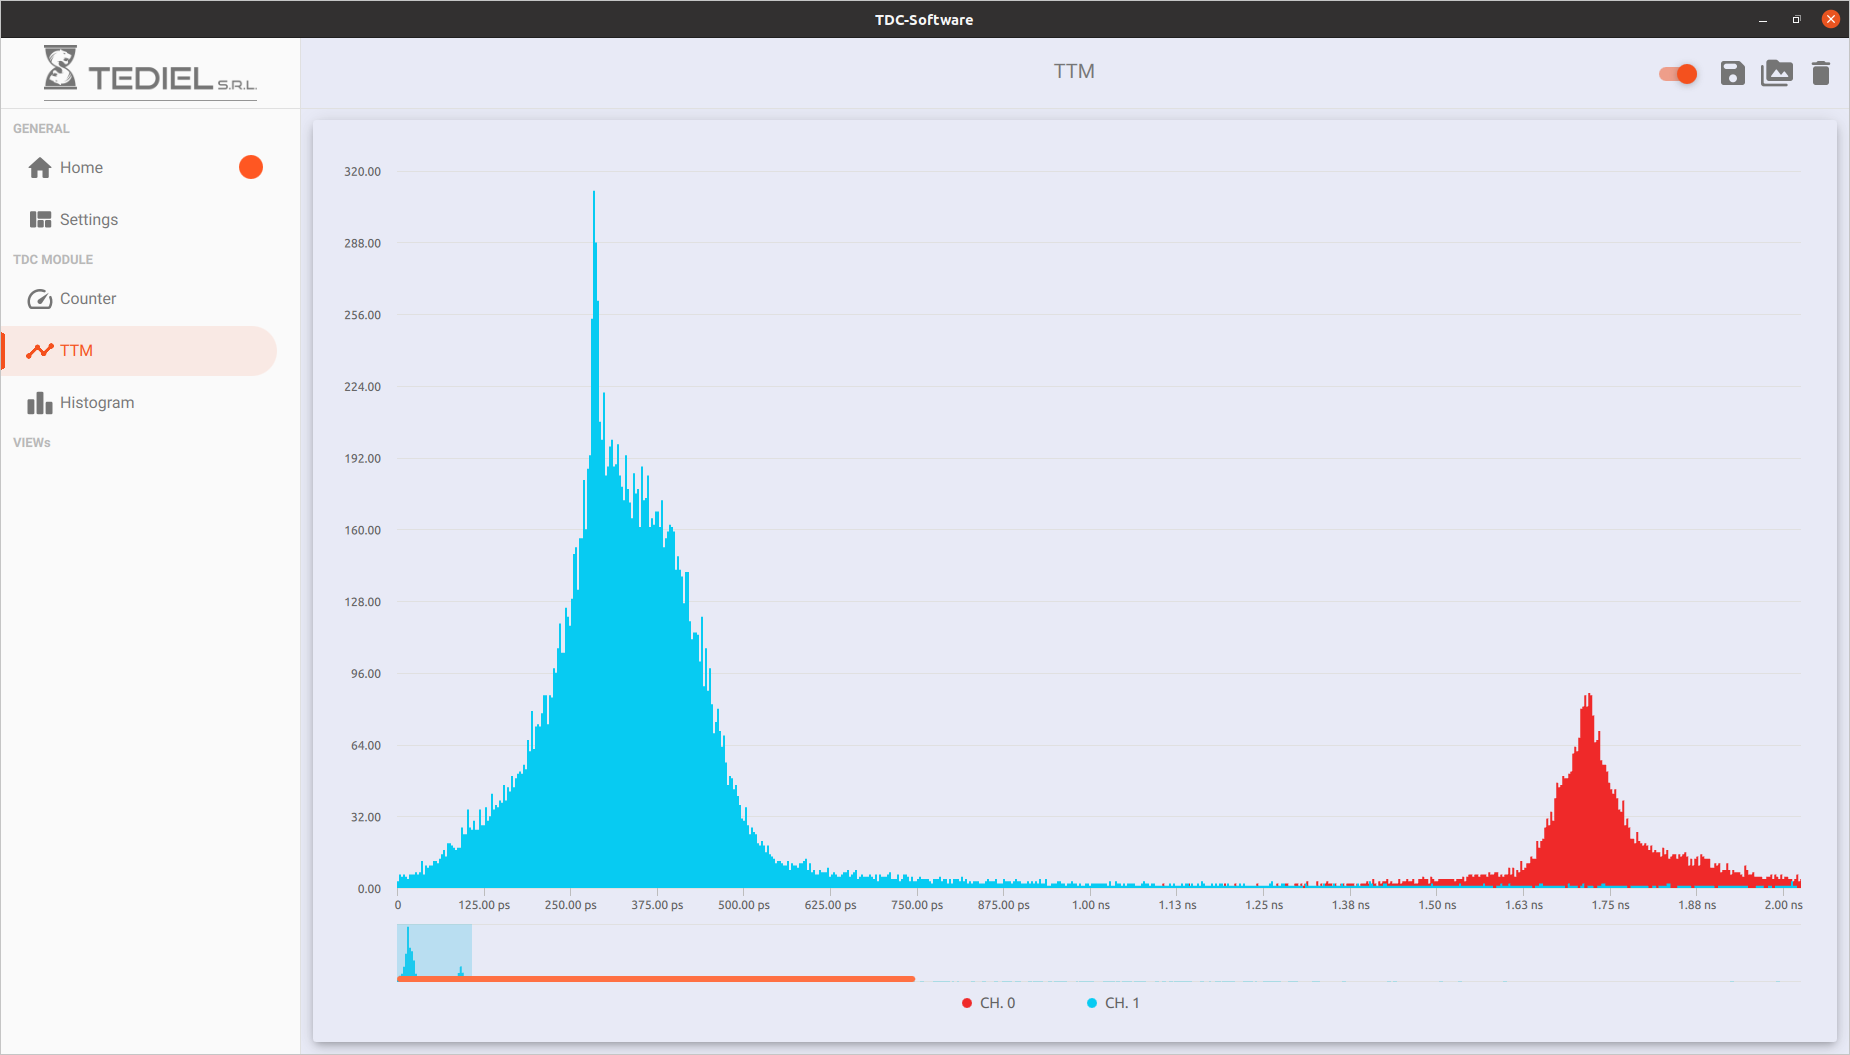 TDC-Software
TEDIEL S.R.L.
TTM
GENERAL
Home
Settings
TDC MODULE
Counter
TTM
Histogram
VIEWs
320.00
288.00
256.00
224.00
192.00
160.00
128.00
96.00
64.00
32.00
0.00
0 125.00 ps 250.00 ps 375.00 ps 500.00 ps 625.00 ps 750.00 ps 875.00 ps 1.00 ns 1.13 ns 1.25 ns 1.38 ns 1.50 ns 1.63 ns 1.75 ns 1.88 ns 2.00 ns
CH. 0 CH. 1